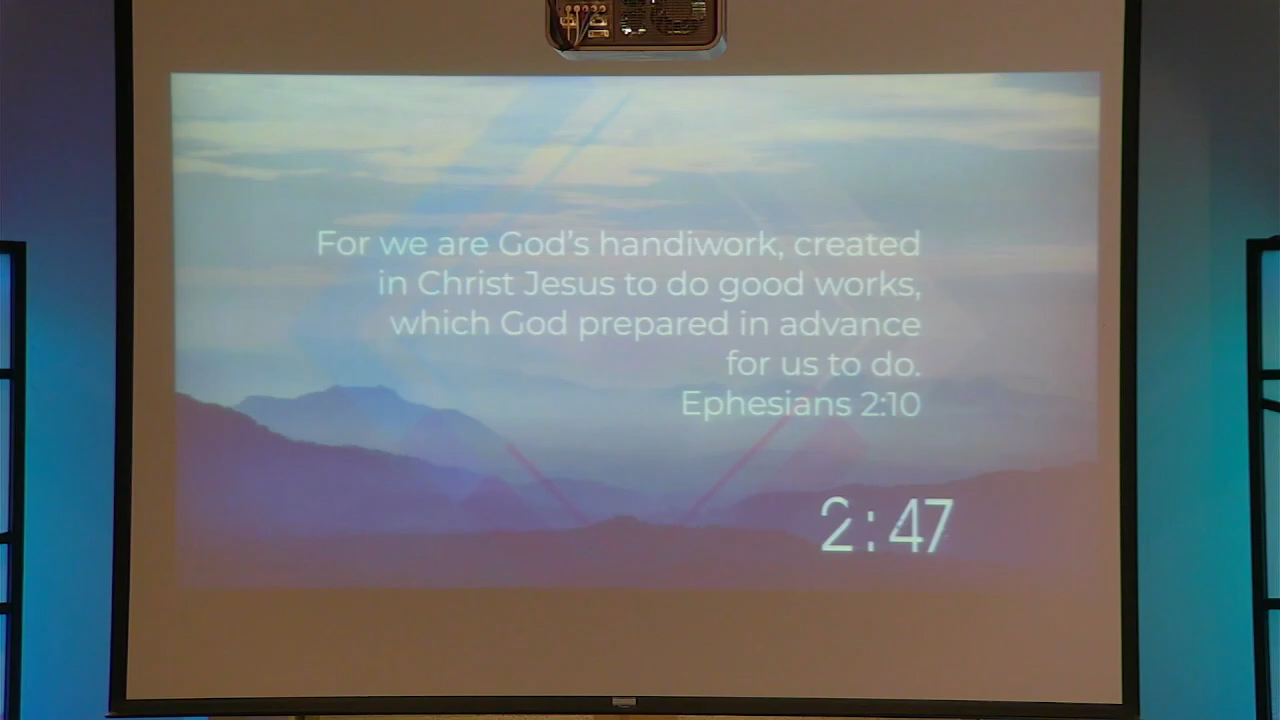 For we are God's handiwork, created
in Christ Jesus to do good works,
which God prepared in advance
for us to do.
Ephesians 2:10
2:47